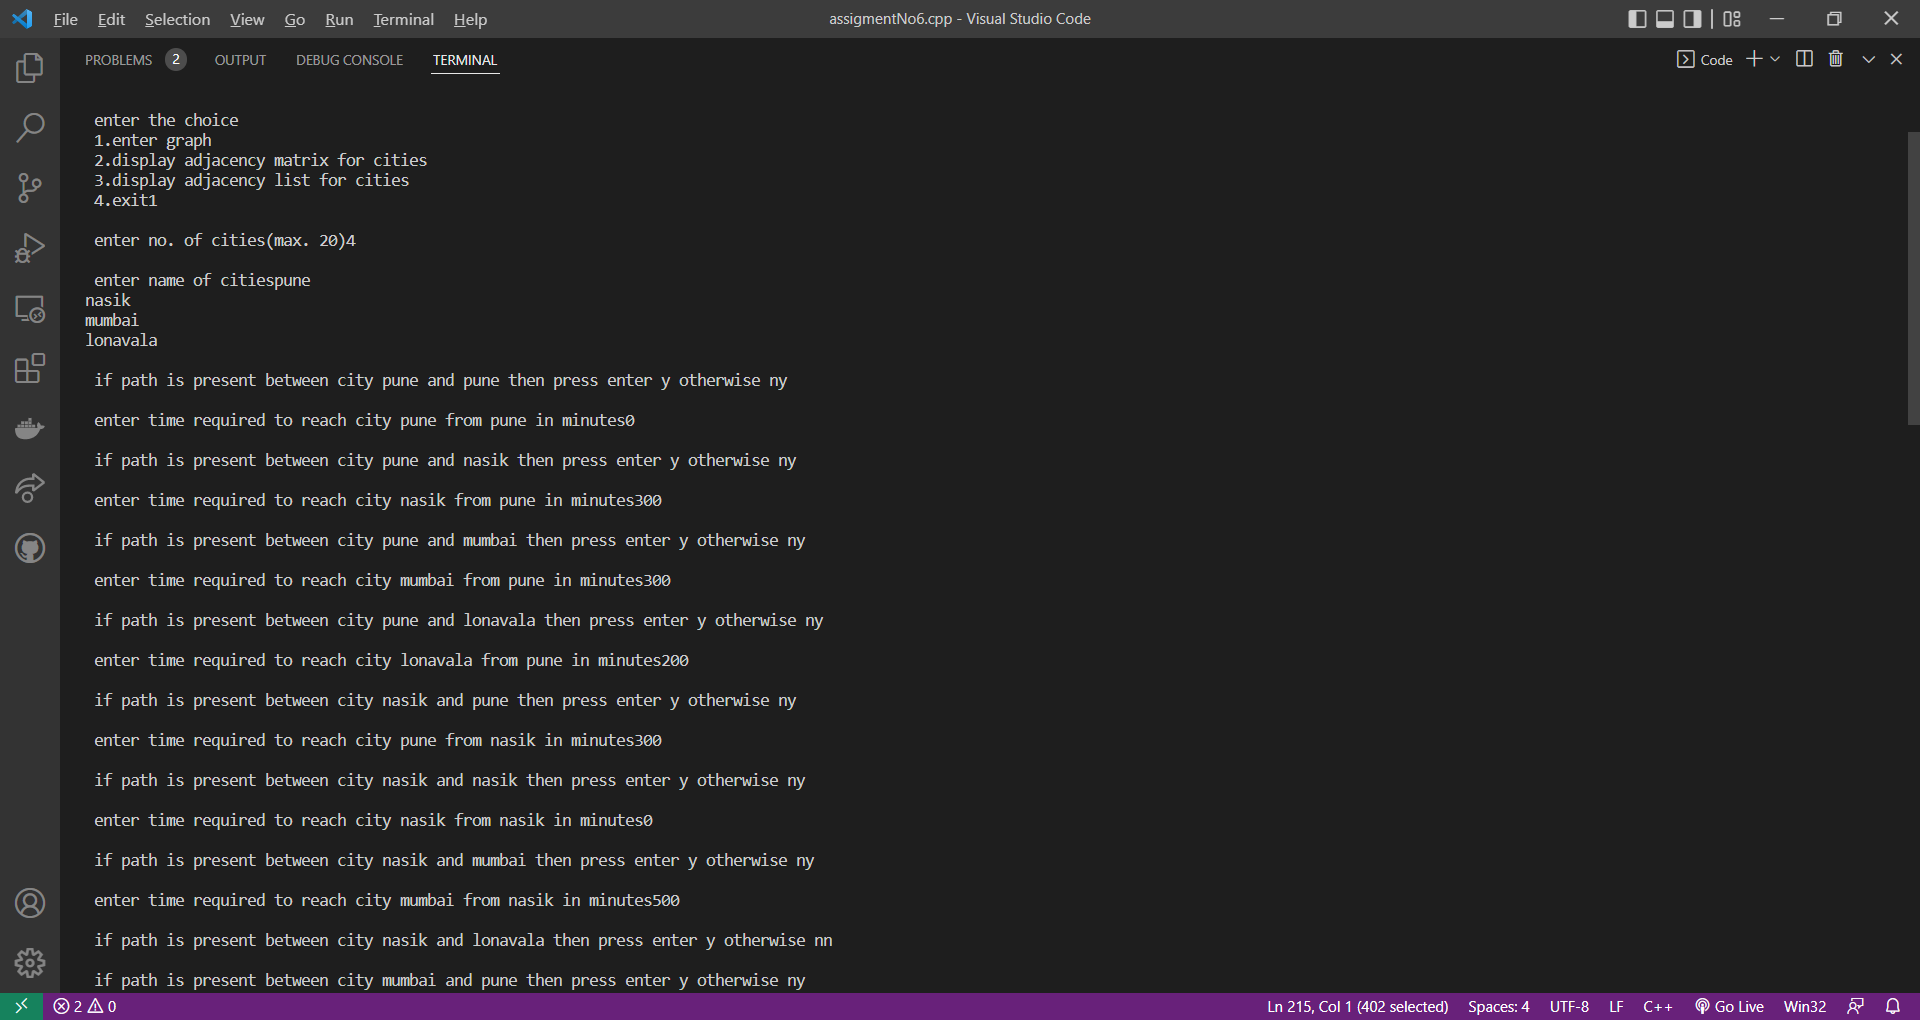 File Edit Selection View Go Run Terminal Help
assigmentNo6.cpp - Visual Studio Code
PROBLEMS 2 OUTPUT DEBUG CONSOLE TERMINAL
Code
enter the choice
1.enter graph
2.display adjacency matrix for cities
3.display adjacency list for cities
4.exit1
enter no. of cities(max. 20)4
enter name of citiespune
nasik
mumbai
lonavala
if path is present between city pune and pune then press enter y otherwise ny
enter time required to reach city pune from pune in minutes0
if path is present between city pune and nasik then press enter y otherwise ny
enter time required to reach city nasik from pune in minutes300
if path is present between city pune and mumbai then press enter y otherwise ny
enter time required to reach city mumbai from pune in minutes300
if path is present between city pune and lonavala then press enter y otherwise ny
enter time required to reach city lonavala from pune in minutes200
if path is present between city nasik and pune then press enter y otherwise ny
enter time required to reach city pune from nasik in minutes300
if path is present between city nasik and nasik then press enter y otherwise ny
enter time required to reach city nasik from nasik in minutes0
if path is present between city nasik and mumbai then press enter y otherwise ny
enter time required to reach city mumbai from nasik in minutes500
if path is present between city nasik and lonavala then press enter y otherwise nn
if path is present between city mumbai and pune then press enter y otherwise ny
2 0
Ln 215, Col 1 (402 selected) Spaces: 4 UTF-8 LF C++ Go Live Win32